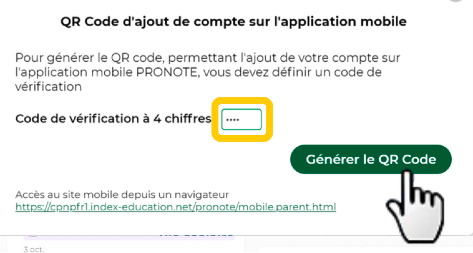 QR Code d'ajout de compte sur l'application mobile
Pour générer le QR code, permettant l'ajout de votre compte sur
l'application mobile PRONOTE, vous devez définir un code de
vérification
Code de vérification à 4 chiffres ••••
Générer le QR Code
Accès au site mobile depuis un navigateur
https://cpnpfr1.index-education.net/pronote/mobile.parent.html
3 oct.